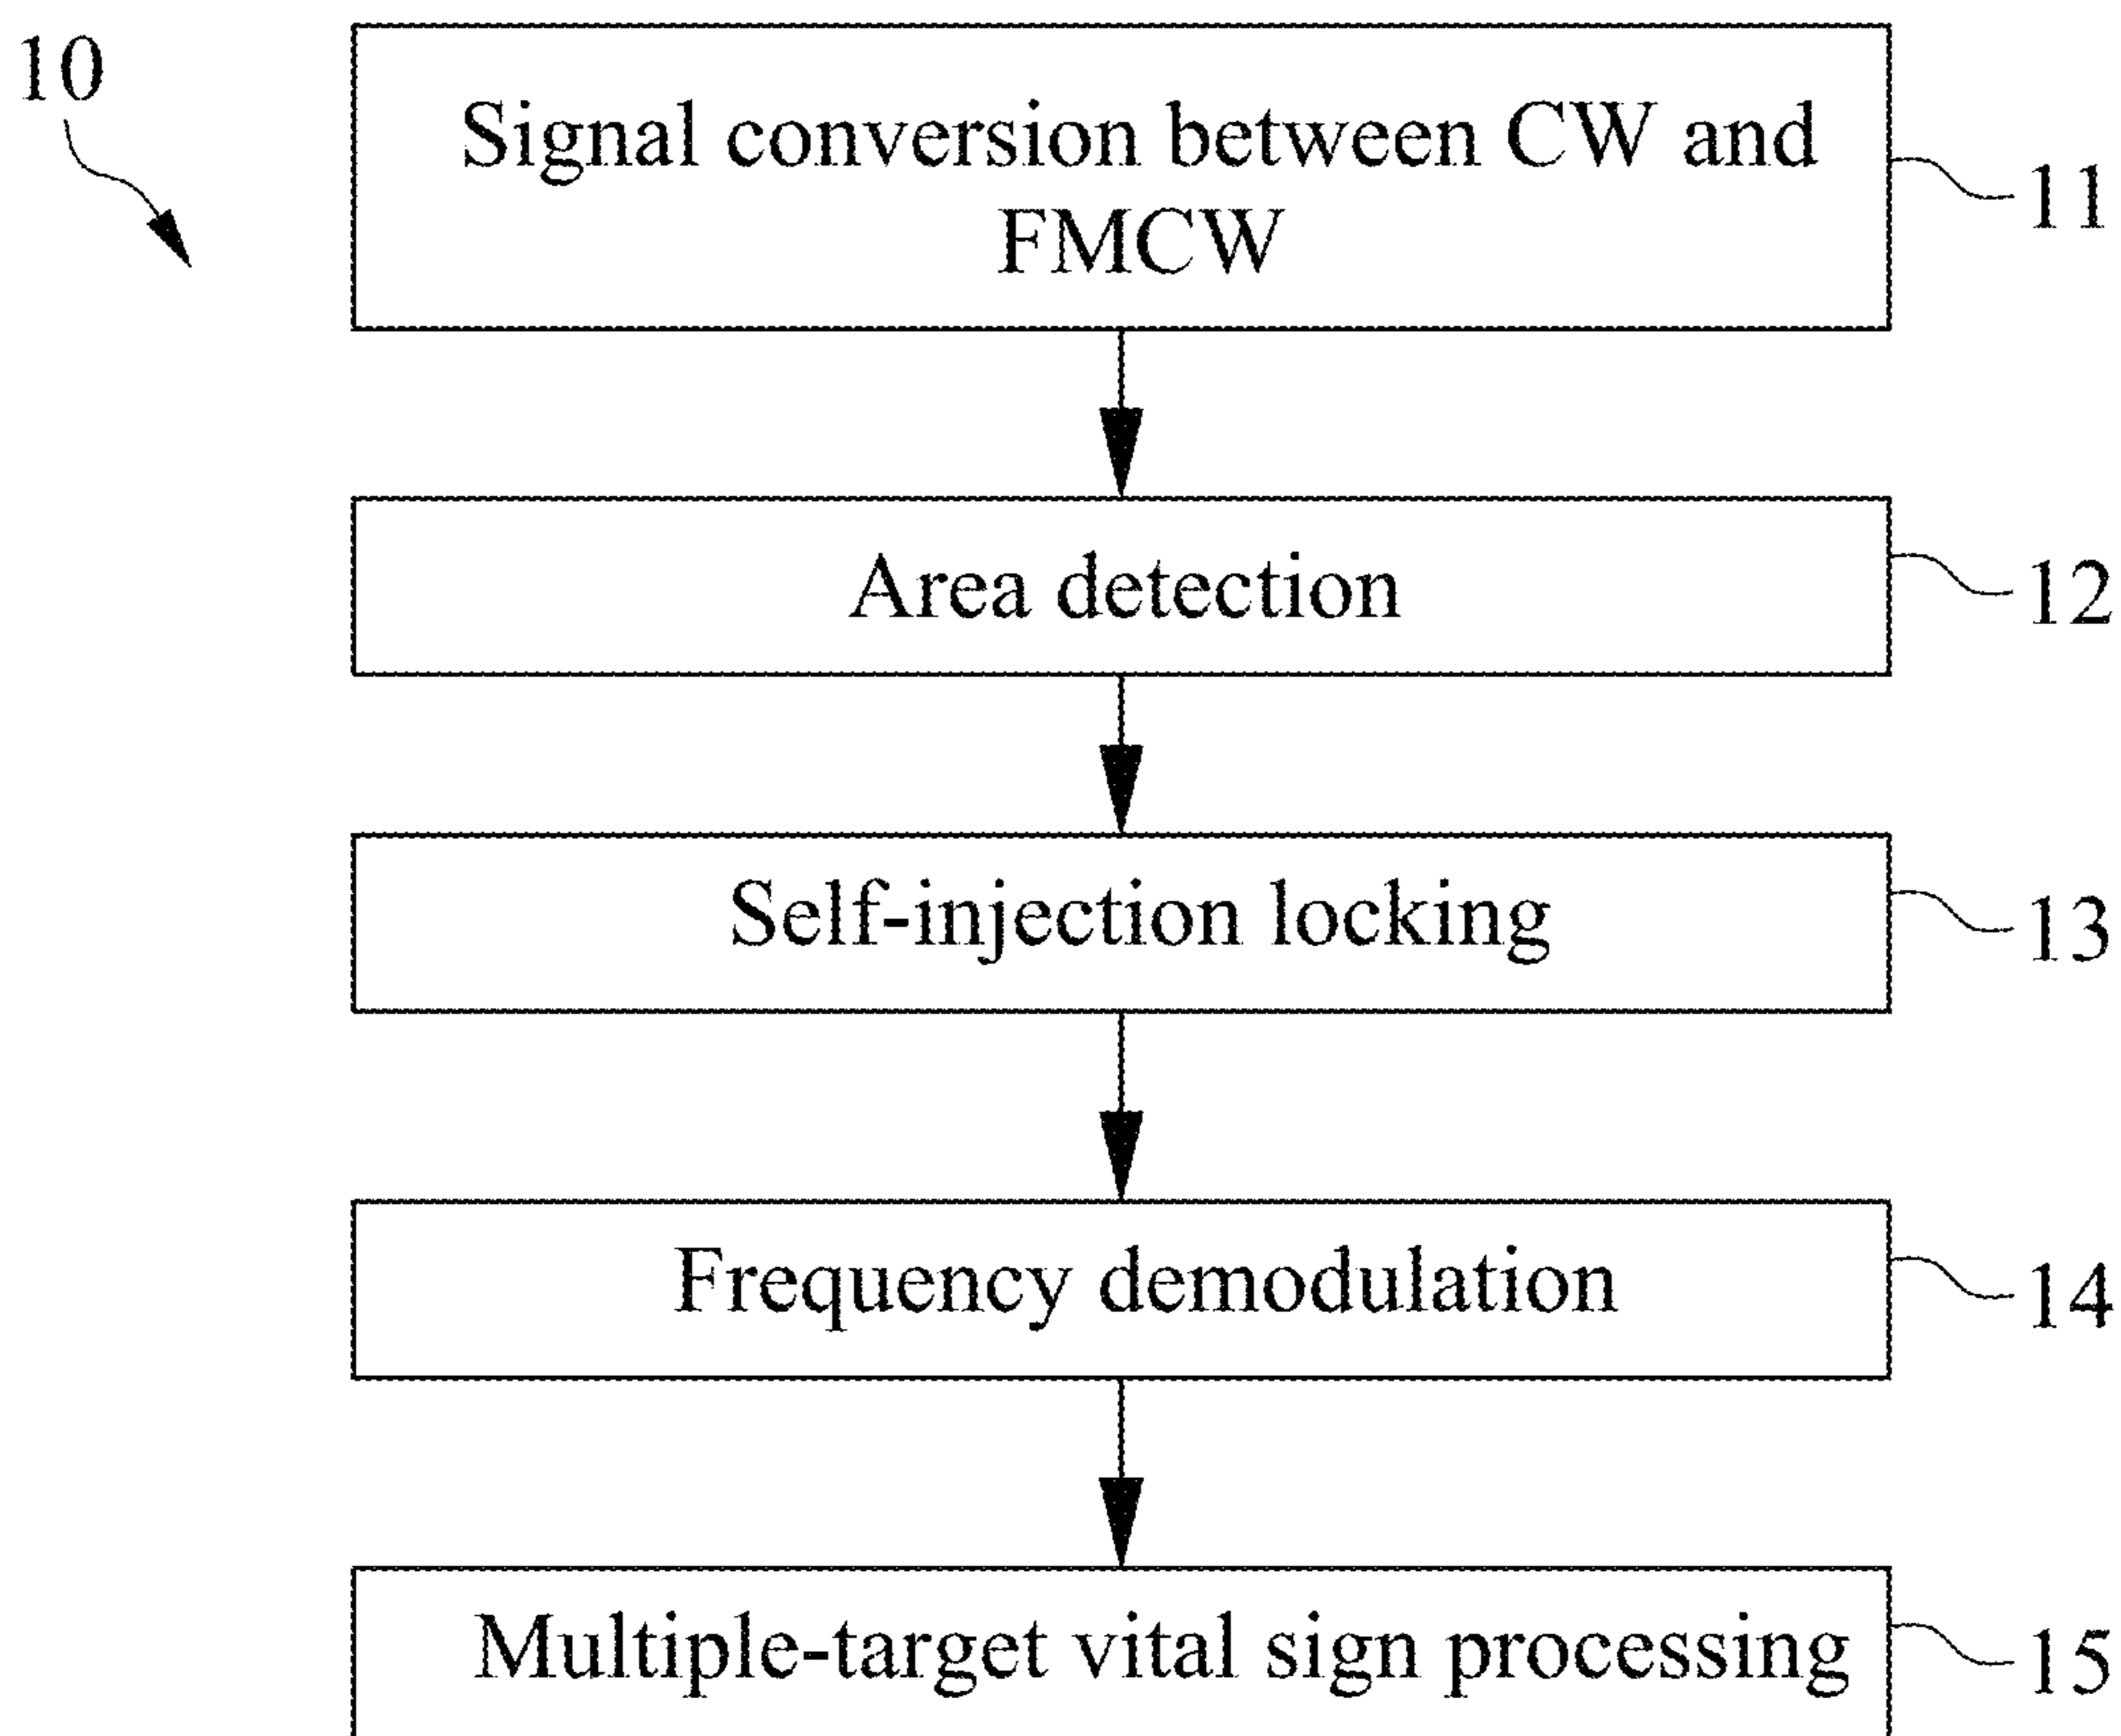 10
Signal conversion between CW and
FMCW
11
Area detection
12
Self-injection locking
13
Frequency demodulation
14
Multiple-target vital sign processing
15